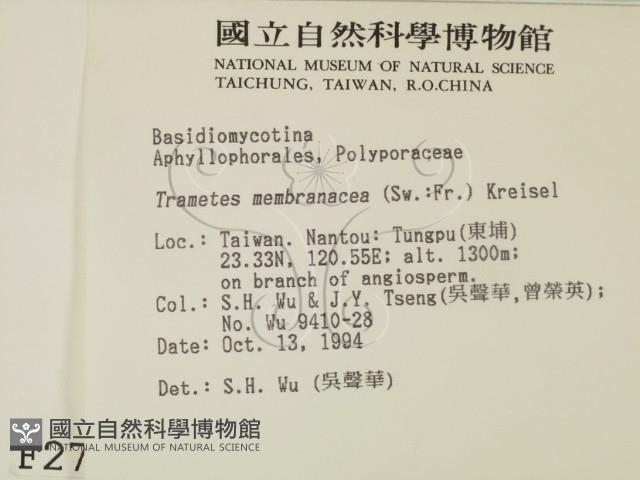 國立自然科學博物館
NATIONAL MUSEUM OF NATURAL SCIENCE
TAICHUNG, TAIWAN, R.O.CHINA
Basidiomycotina
Aphyllophorales, Polyporaceae
Trametes membranacea (Sw.:Fr.) Kreisel
Loc.: Taiwan. Nantou: Tungpu(東埔)
23.33N, 120.55E; alt. 1300m;
on branch of angiosperm.
Col.: S.H. Wu & J.Y. Tseng(吳聲華,曾榮英);
No. Wu 9410-28
Date: Oct. 13, 1994
Det.: S.H. Wu (吳聲華)
國立自然科學博物館
NATIONAL MUSEUM OF NATURAL SCIENCE
F27